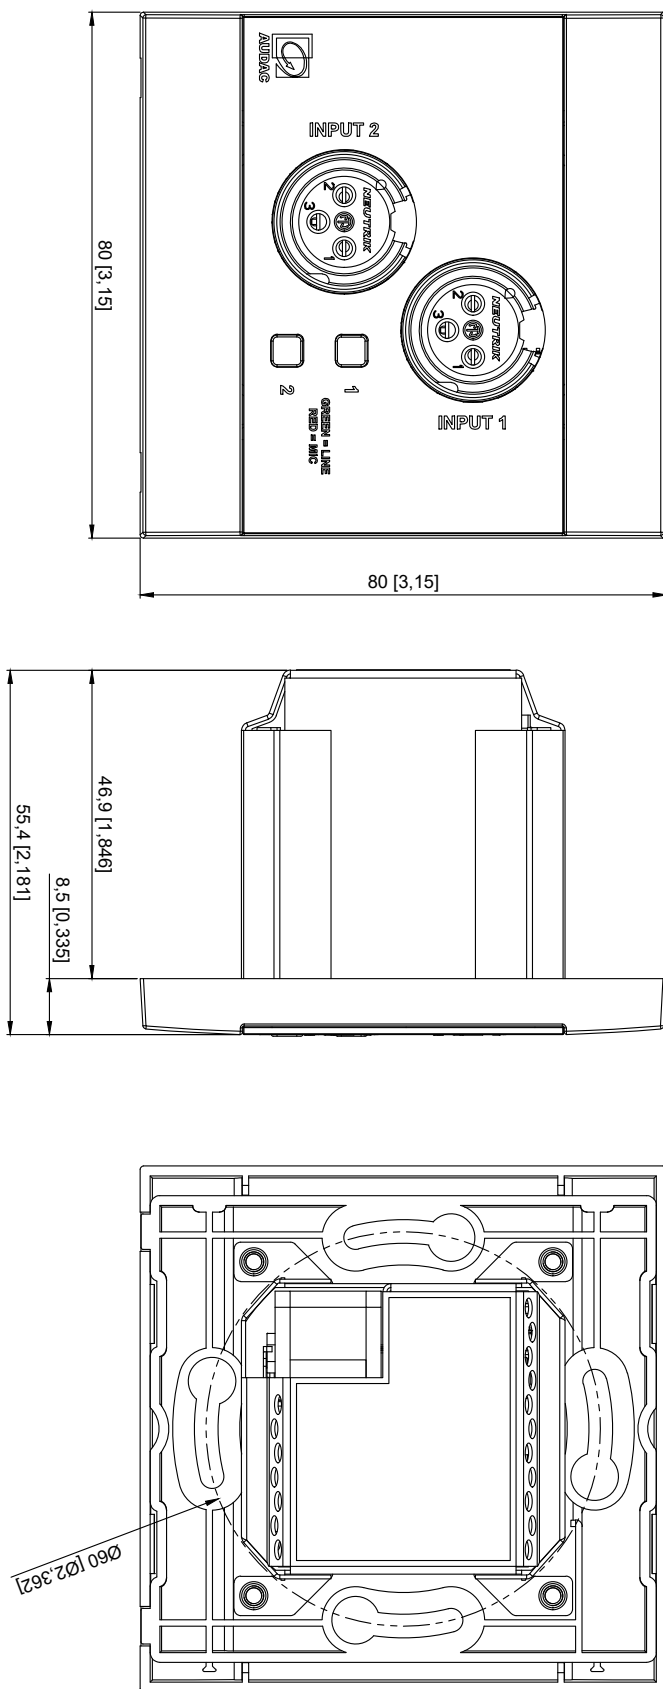 AUDAC
INPUT 2
NEUTRIK
2
3
1
NEUTRIK
2
3
1
INPUT 1
1
2
GREEN = LINE
RED = MIC
80 [3,15]
80 [3,15]
46,9 [1,846]
55,4 [2,181]
8,5 [0,335]
Ø60 [Ø2,362]